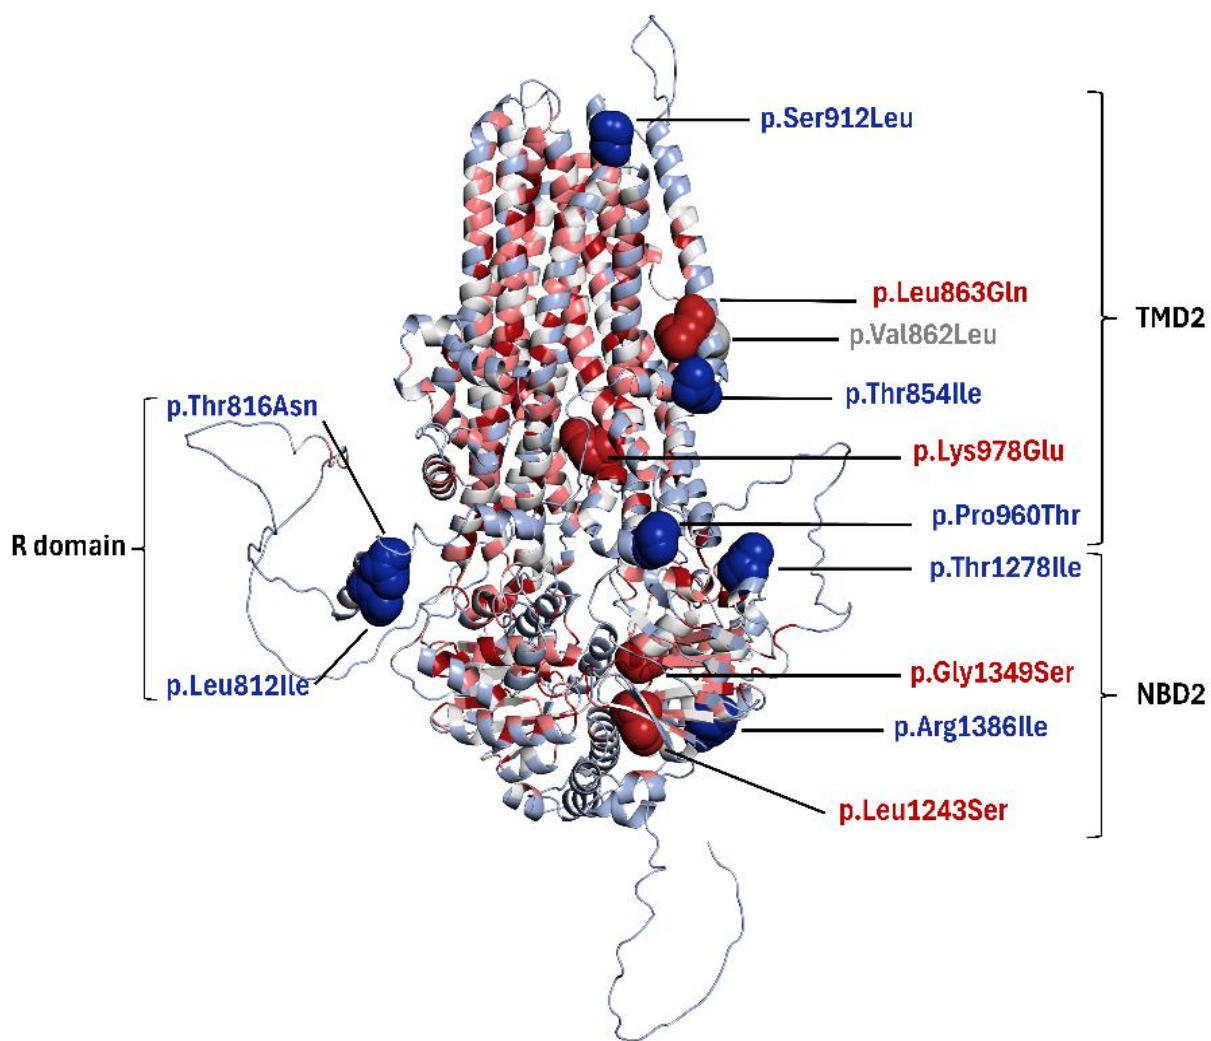 p.Ser912Leu
p.Leu863Gln
p.Val862Leu
TMD2
p.Thr854Ile
p.Thr816Asn
p.Lys978Glu
p.Pro960Thr
R domain
p.Thr1278Ile
p.Gly1349Ser
p.Leu812Ile
NBD2
p.Arg1386Ile
p.Leu1243Ser